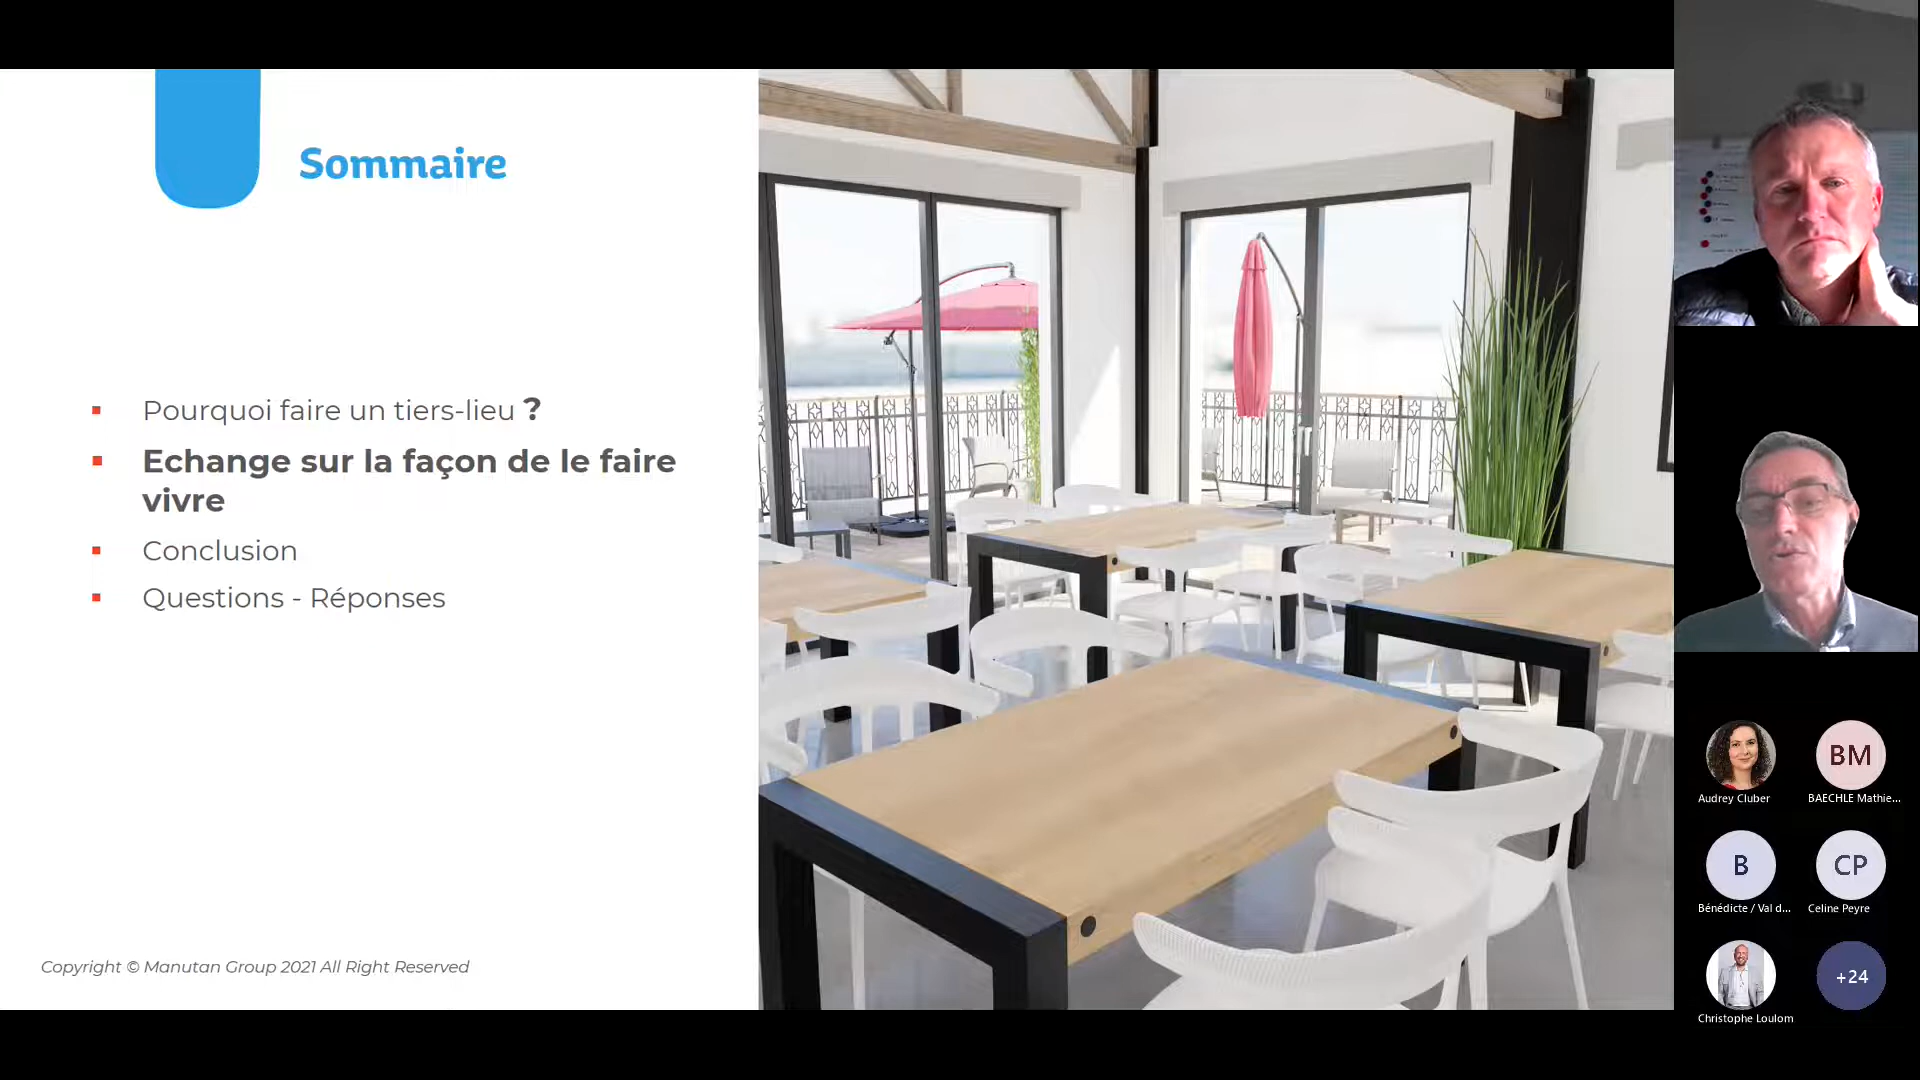 Sommaire
Pourquoi faire un tiers-lieu ?
Echange sur la façon de le faire
vivre
Conclusion
Questions - Réponses
Copyright © Manutan Group 2021 All Right Reserved
BM
Audrey Cluber
BAECHLE Mathie...
B
CP
Bénédicte / Val d...
Celine Peyre
+24
Christophe Loulom